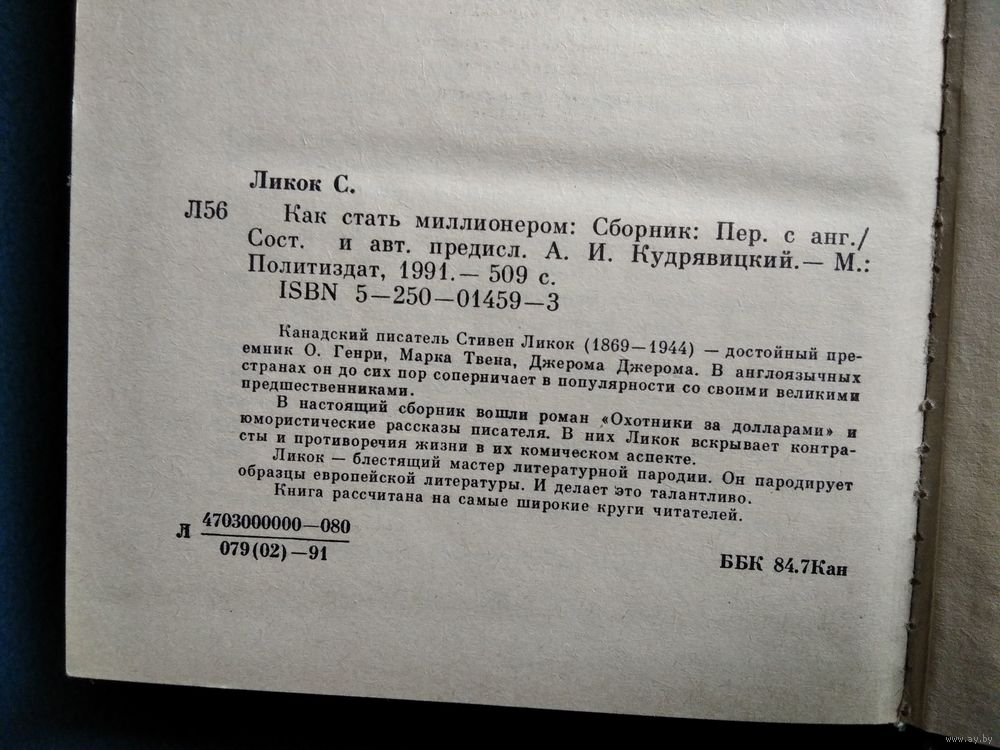 Ликок С.
Л56 Как стать миллионером: Сборник: Пер. с анг./
Сост. и авт. предисл. А. И. Кудрявицкий.— М.:
Политиздат, 1991.— 509 с.
ISBN 5—250—01459—3
Канадский писатель Стивен Ликок (1869—1944) — достойный пре-
емник О. Генри, Марка Твена, Джерома Джерома. В англоязычных
странах он до сих пор соперничает в популярности со своими великими
предшественниками.
В настоящий сборник вошли роман «Охотники за долларами» и
юмористические рассказы писателя. В них Ликок вскрывает контра-
сты и противоречия жизни в их комическом аспекте.
Ликок — блестящий мастер литературной пародии. Он пародирует
образцы европейской литературы. И делает это талантливо.
Книга рассчитана на самые широкие круги читателей.
Л 4703000000—080
079(02)—91
ББК 84.7Кан
www.ay.by